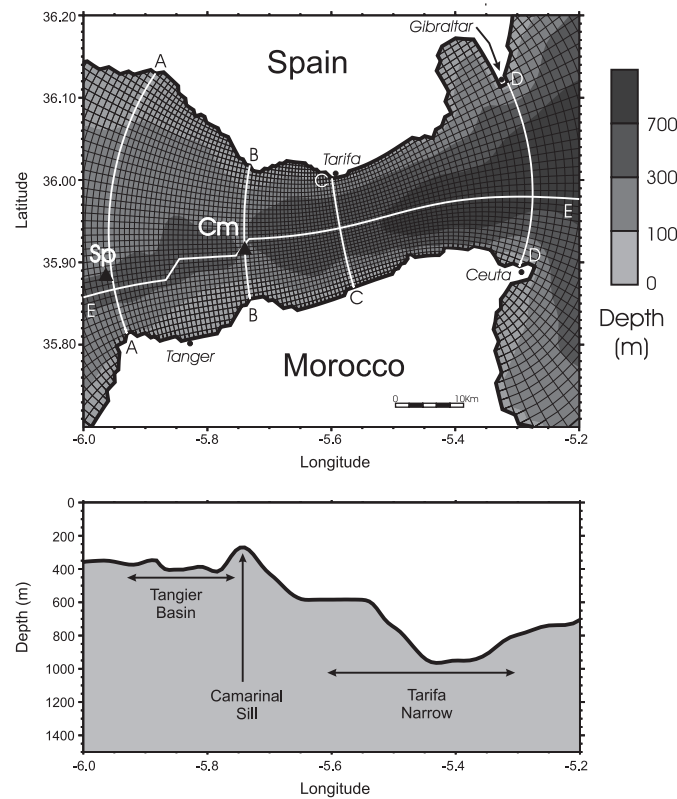 36.20
36.10
36.00
35.90
35.80
Latitude
Gibraltar
Spain
A
D
B
Tarifa
C
Cm
Sp
E
E
D
Ceuta
C
B
A
Tanger
Morocco
0 10Km
-6.0 -5.8 -5.6 -5.4 -5.2
Longitude
700
300
100
0
Depth
(m)
0
200
400
600
800
1000
1200
1400
Depth (m)
Tangier
Basin
Camarinal
Sill
Tarifa
Narrow
-6.0 -5.8 -5.6 -5.4 -5.2
Longitude